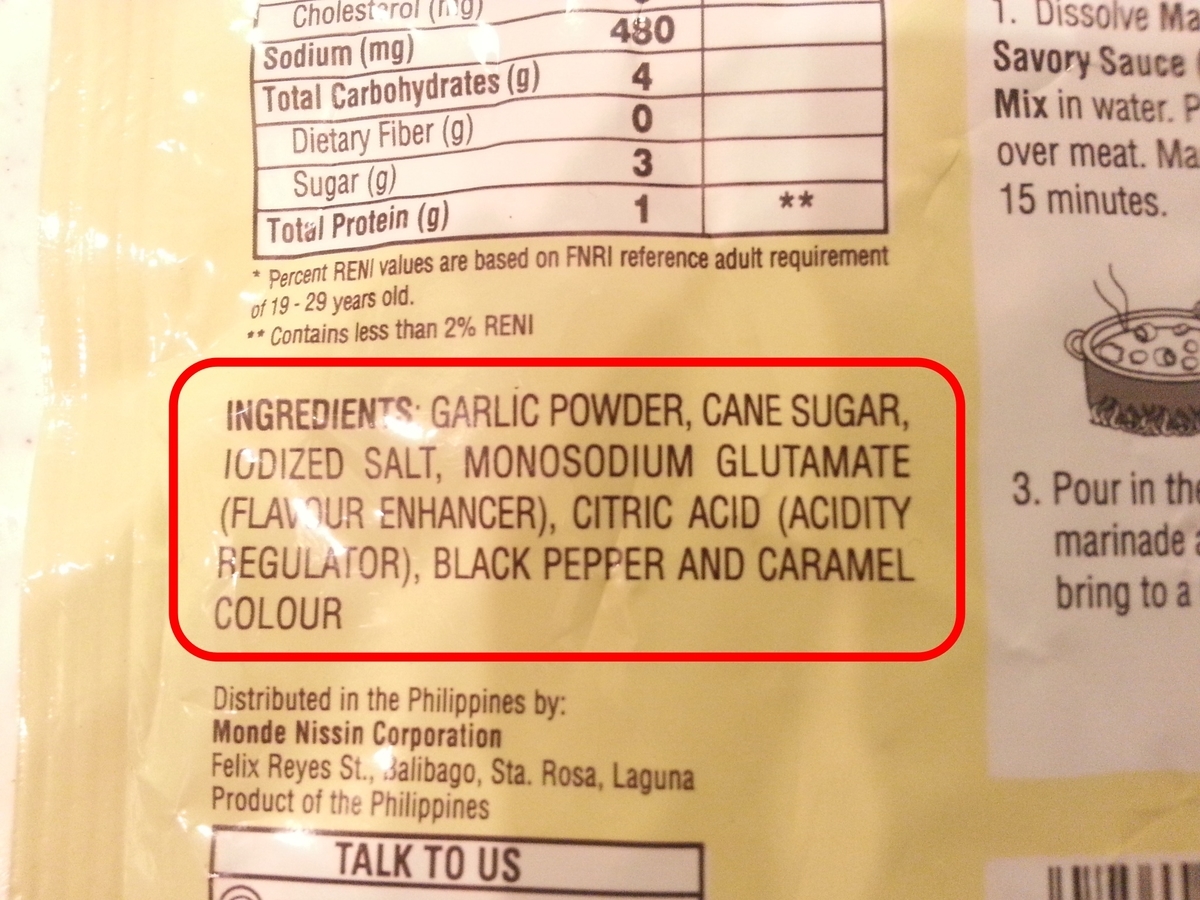 Cholesterol (mg)
Sodium (mg) 480
Total Carbohydrates (g) 4
Dietary Fiber (g) 0
Sugar (g) 3
Total Protein (g) 1 **
* Percent RENI values are based on FNRI reference adult requirement
of 19 - 29 years old.
** Contains less than 2% RENI
INGREDIENTS: GARLIC POWDER, CANE SUGAR,
IODIZED SALT, MONOSODIUM GLUTAMATE
(FLAVOUR ENHANCER), CITRIC ACID (ACIDITY
REGULATOR), BLACK PEPPER AND CARAMEL
COLOUR
Distributed in the Philippines by:
Monde Nissin Corporation
Felix Reyes St., Balibago, Sta. Rosa, Laguna
Product of the Philippines
TALK TO US
1. Dissolve
Savory Sauce
Mix in water.
over meat.
15 minutes.
3. Pour in the
marinade
bring to a